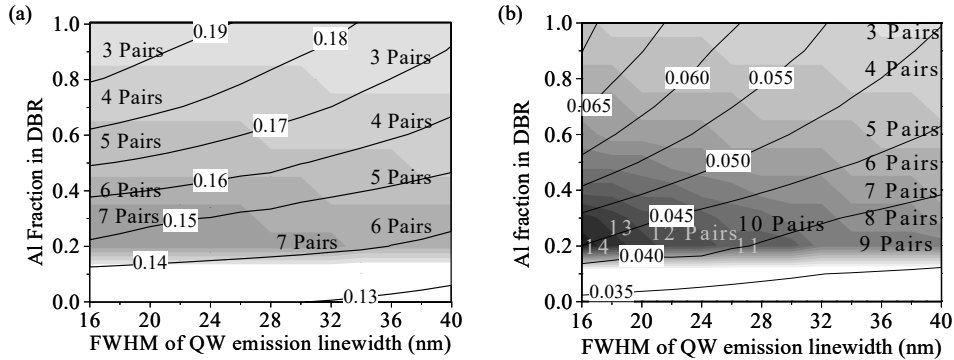 (a)
1.0
0.8
0.6
0.4
0.2
0.0
Al Fraction in DBR
3 Pairs
0.19
0.18
3 Pairs
4 Pairs
0.17
4 Pairs
5 Pairs
0.16
5 Pairs
6 Pairs
7 Pairs
0.15
6 Pairs
7 Pairs
0.14
0.13
16 20 24 28 32 36 40
FWHM of QW emission linewidth (nm)
(b)
1.0
0.8
0.6
0.4
0.2
0.0
Al fraction in DBR
3 Pairs
0.060
0.055
4 Pairs
0.065
5 Pairs
0.050
6 Pairs
7 Pairs
0.045
8 Pairs
13
10 Pairs
12 Pairs
14
11
9 Pairs
0.040
0.035
16 20 24 28 32 36 40
FWHM of QW emission linewidth (nm)